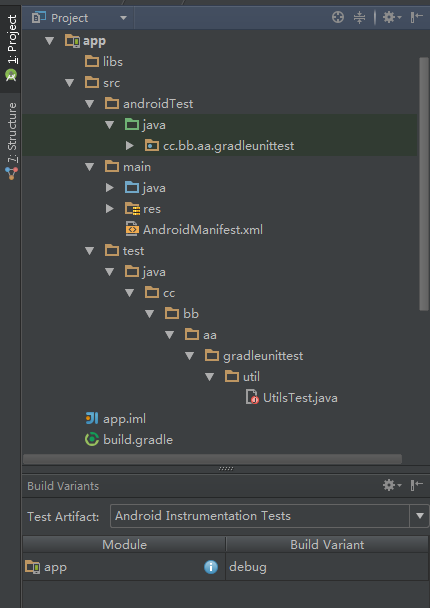 1: Project
7: Structure
Project
app
libs
src
androidTest
java
cc.bb.aa.gradleunittest
main
java
res
AndroidManifest.xml
test
java
cc
bb
aa
gradleunittest
util
UtilsTest.java
app.iml
build.gradle
Build Variants
Test Artifact: Android Instrumentation Tests
Module Build Variant
app debug